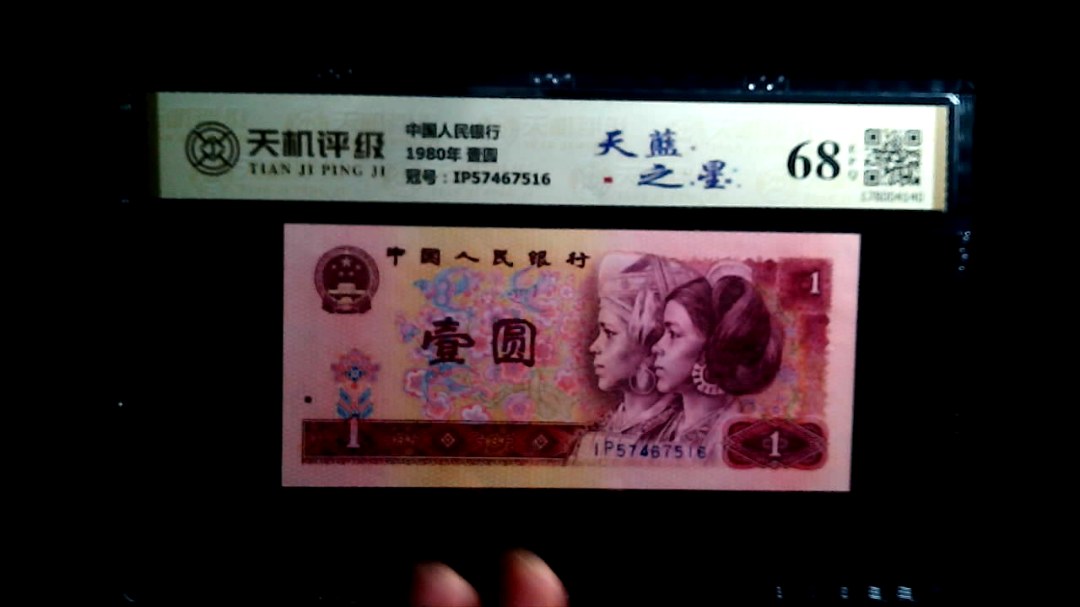 天机评级
TIAN JI PING JI
中国人民银行
1980年 壹圆
冠号：IP57467516
天藍
之墨
68
EPQ
中国人民银行
1
壹圆
1
IP57467516
1